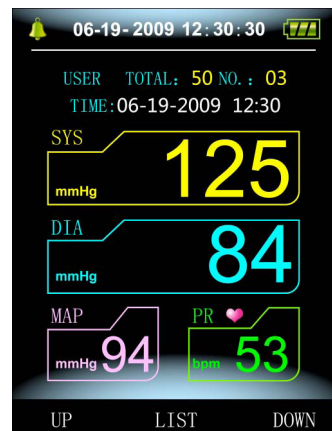 06-19-2009 12:30:30
USER TOTAL: 50 NO.: 03
TIME:06-19-2009 12:30
SYS
mmHg 125
DIA
mmHg 84
MAP PR
mmHg 94 bpm 53
UP LIST DOWN